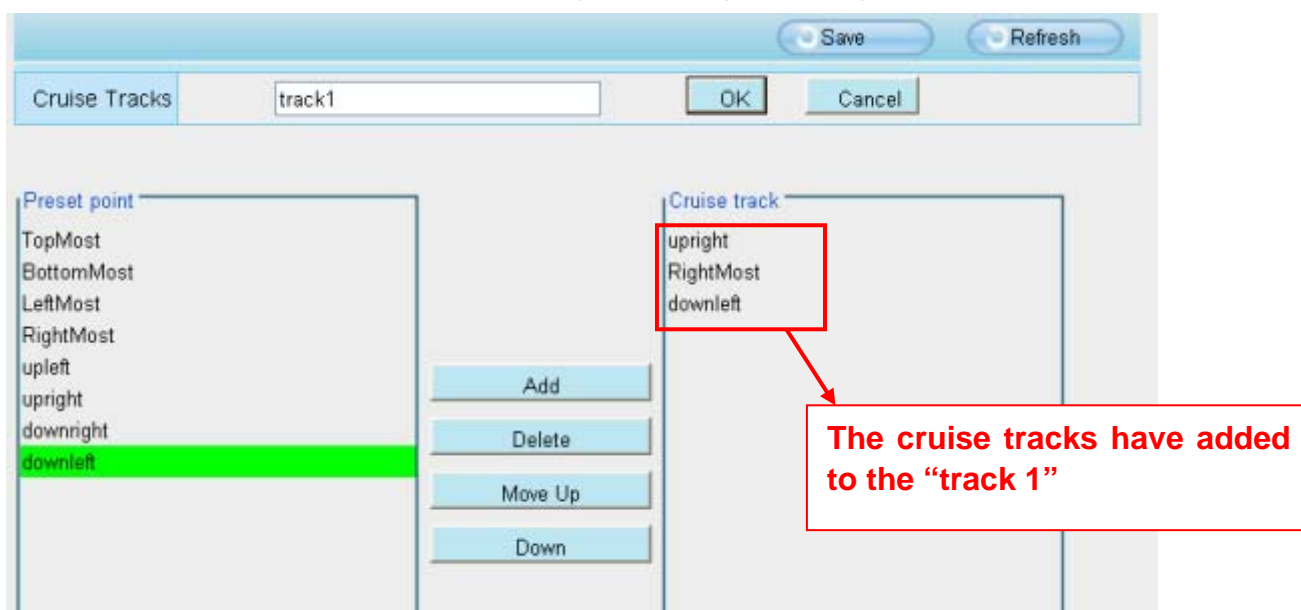 Save Refresh
Cruise Tracks track1 OK Cancel
Preset point
TopMost
BottomMost
LeftMost
RightMost
upleft
upright
downright
downleft
Add
Delete
Move Up
Down
Cruise track
upright
RightMost
downleft
The cruise tracks have added
to the “track 1”